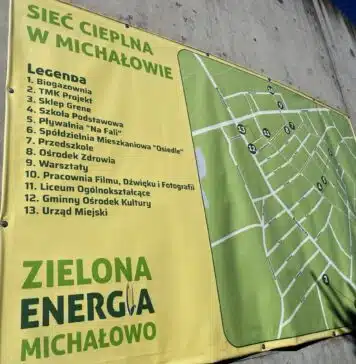 SIEĆ CIEPLNA
W MICHAŁOWIE
Legenda
1. Biogazownia
2. TMK Projekt
3. Sklep Grene
4. Szkoła Podstawowa
5. Pływalnia "Na Fali"
6. Spółdzielnia Mieszkaniowa "Osiedle"
7. Przedszkole
8. Ośrodek Zdrowia
9. Warsztaty
10. Pracownia Filmu, Dźwięku i Fotografii
11. Liceum Ogólnokształcące
12. Gminny Ośrodek Kultury
13. Urząd Miejski
ZIELONA
ENERGIA
MICHAŁOWO